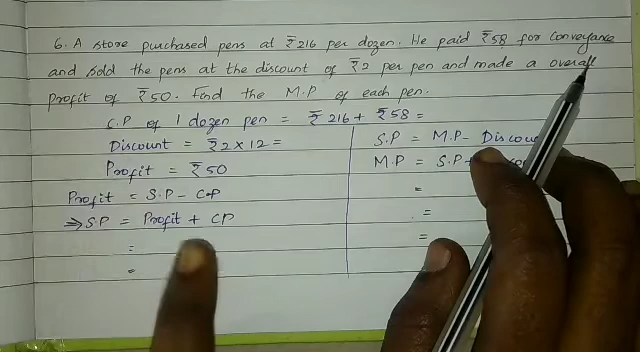 6. A store purchased pens at ₹216 per dozen. He paid ₹58 for conveyance
and sold the pens at the discount of ₹2 per pen and made a overall
Profit of ₹50. Find the M.P of each pen.
C.P of 1 dozen pen = ₹216 + ₹58 =
Discount = ₹2 × 12 =
Profit = ₹50
Profit = S.P - C.P
⇒ SP = Profit + CP
=
=
S.P = M.P -
M.P = S.P
=
=
=